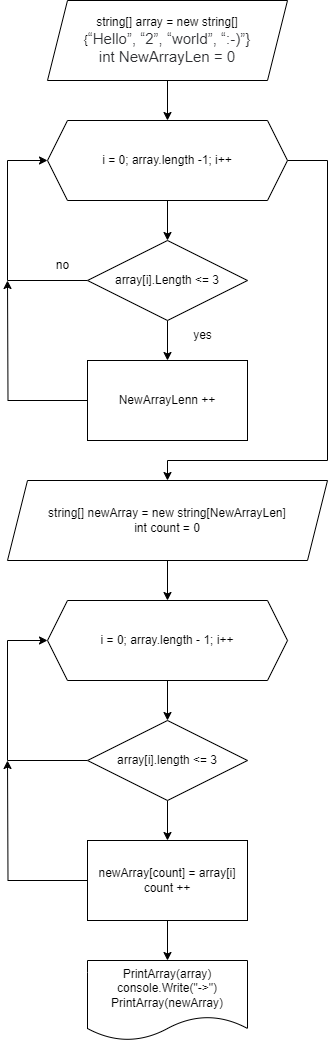 string[] array = new string[]
{“Hello”, “2”, “world”, “:-)”}
int NewArrayLen = 0
i = 0; array.length -1; i++
no
array[i].Length <= 3
yes
NewArrayLenn ++
string[] newArray = new string[NewArrayLen]
int count = 0
i = 0; array.length - 1; i++
array[i].length <= 3
newArray[count] = array[i]
count ++
PrintArray(array)
console.Write("->")
PrintArray(newArray)